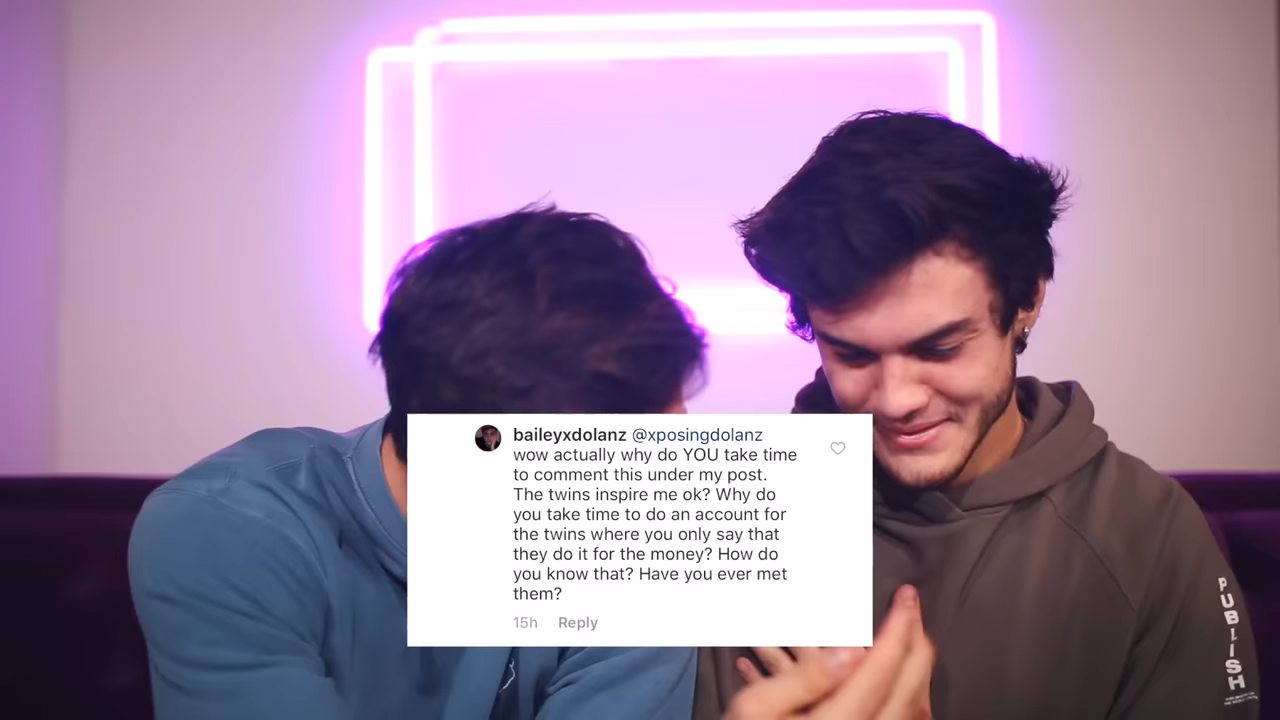 baileyxdolanz @xposingdolanz
wow actually why do YOU take time
to comment this under my post.
The twins inspire me ok? Why do
you take time to do an account for
the twins where you only say that
they do it for the money? How do
you know that? Have you ever met
them?
15h Reply
PUBLISH